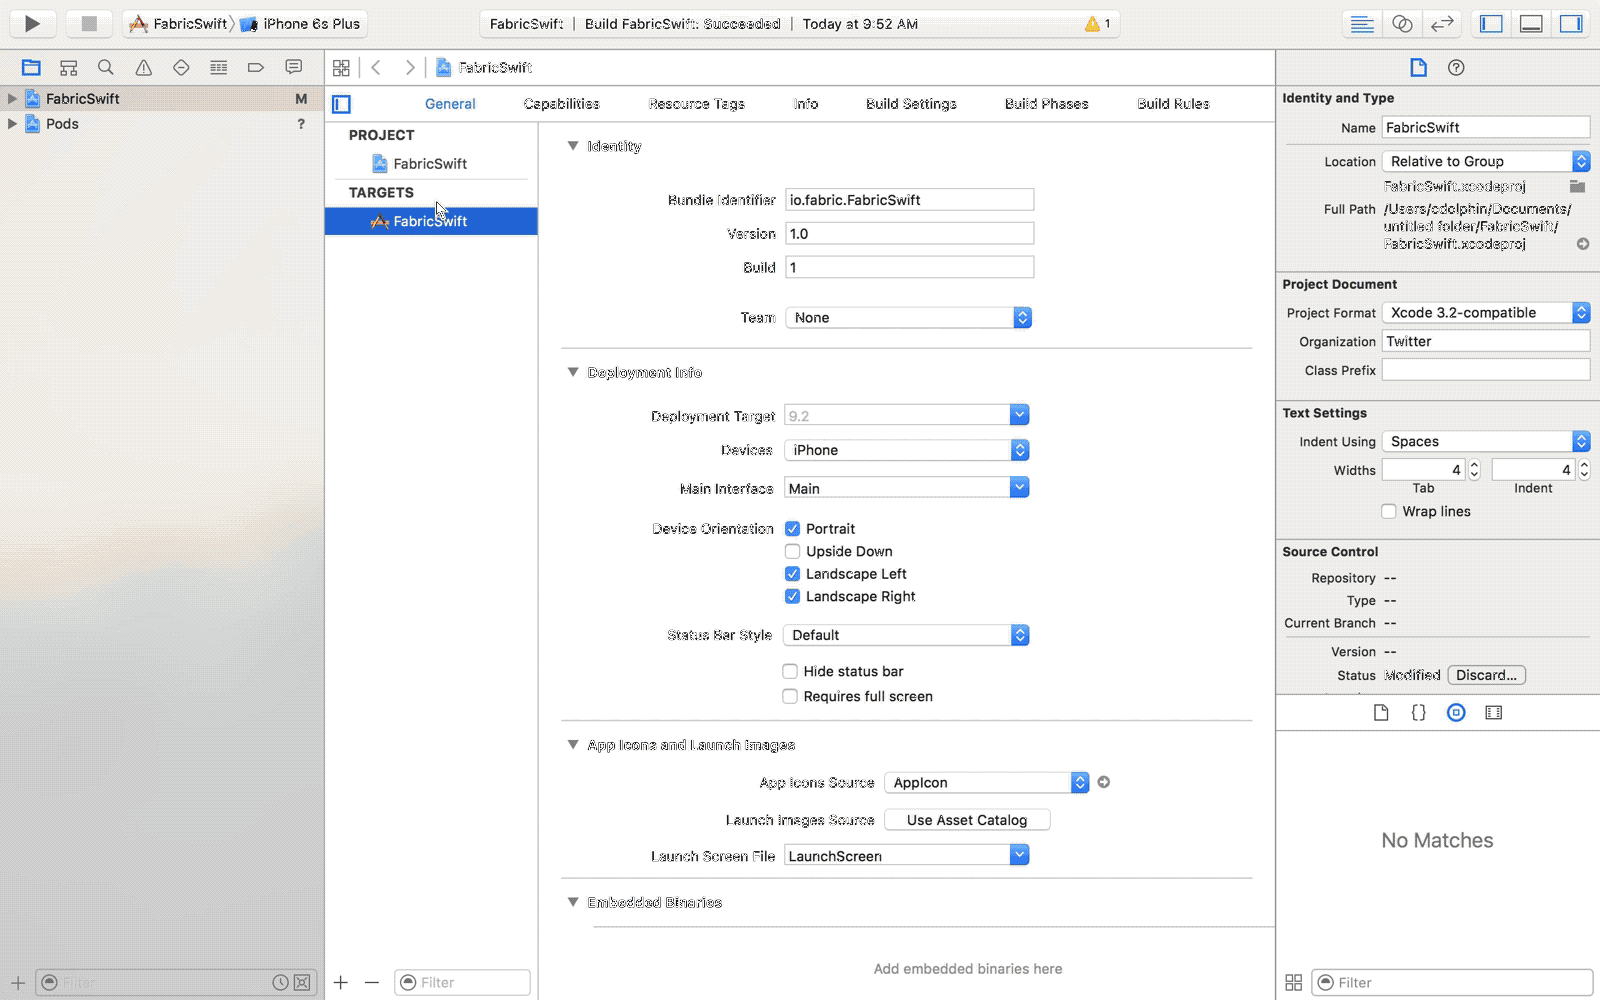 FabricSwift iPhone 6s Plus
FabricSwift | Build FabricSwift: Succeeded | Today at 9:52 AM 1
FabricSwift
FabricSwift M
Pods ?
General Capabilities Resource Tags Info Build Settings Build Phases Build Rules
PROJECT
FabricSwift
TARGETS
FabricSwift
Identity
Bundle Identifier io.fabric.FabricSwift
Version 1.0
Build 1
Team None
Deployment Info
Deployment Target 9.2
Devices iPhone
Main Interface Main
Device Orientation Portrait
Upside Down
Landscape Left
Landscape Right
Status Bar Style Default
Hide status bar
Requires full screen
App Icons and Launch Images
App Icons Source AppIcon
Launch Images Source Use Asset Catalog
Launch Screen File LaunchScreen
Embedded Binaries
Add embedded binaries here
Filter
Filter
Identity and Type
Name FabricSwift
Location Relative to Group
FabricSwift.xcodeproj
Full Path /Users/cdolphin/Documents/
untitled folder/FabricSwift/
FabricSwift.xcodeproj
Project Document
Project Format Xcode 3.2-compatible
Organization Twitter
Class Prefix
Text Settings
Indent Using Spaces
Widths 4 4
Tab Indent
Wrap lines
Source Control
Repository --
Type --
Current Branch --
Version --
Status Modified Discard...
{}
No Matches
Filter